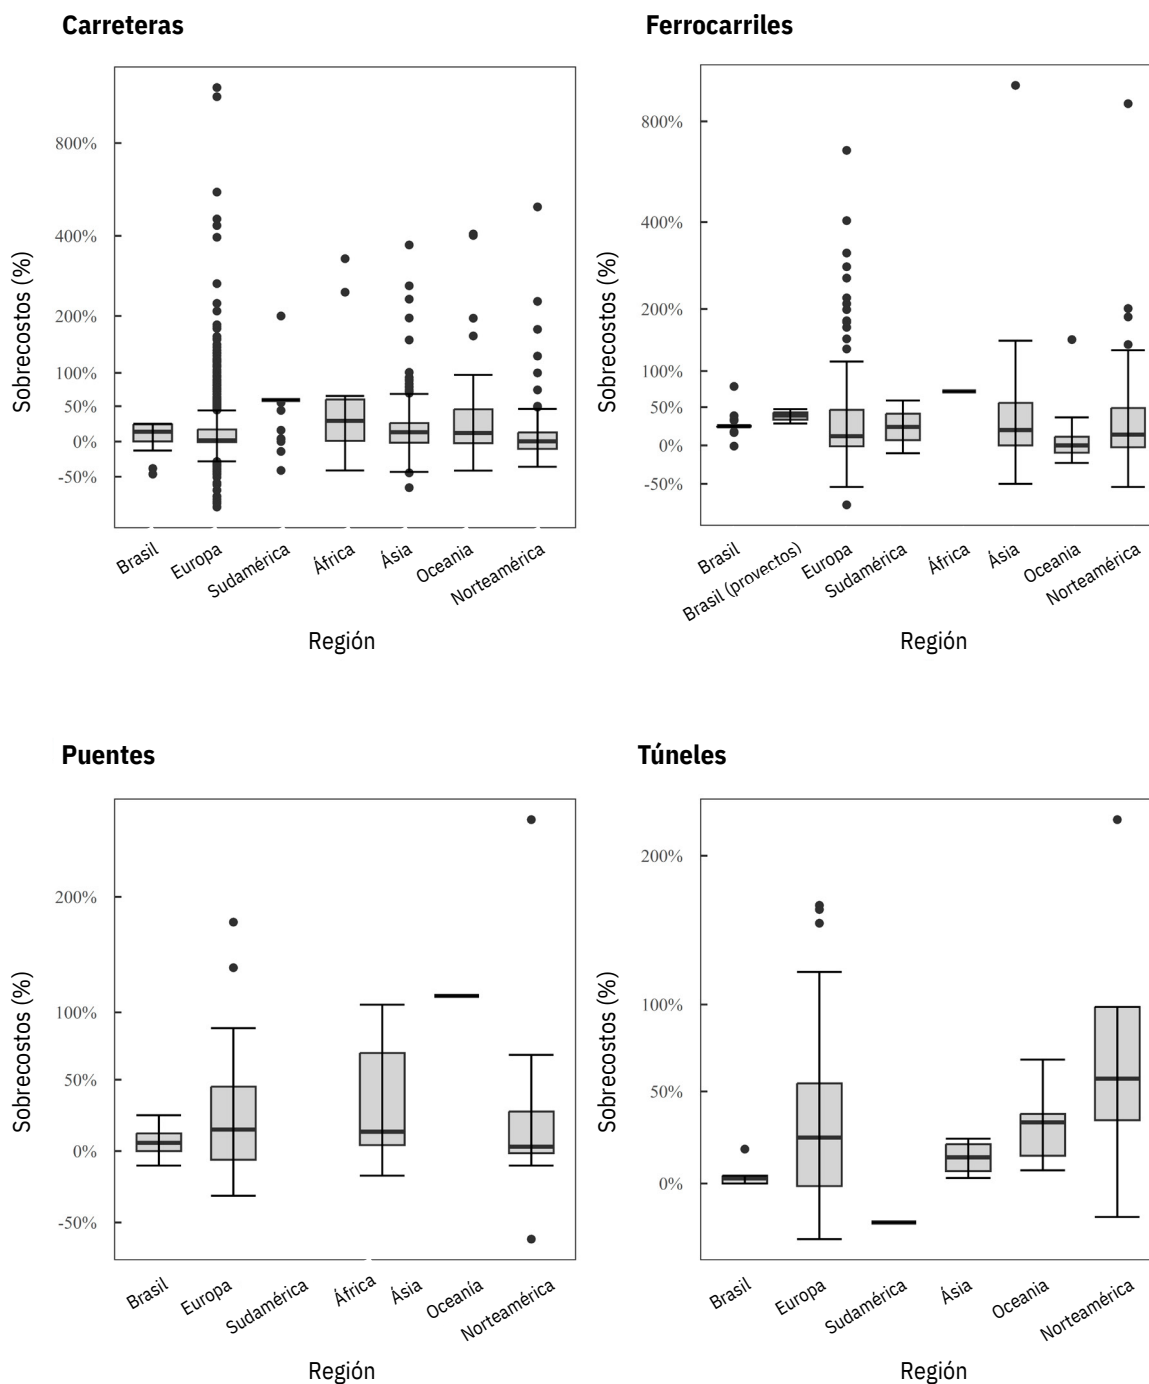 Carreteras
Sobrecostos (%)
800%
400%
200%
100%
50%
0%
-50%
Brasil
Europa
Sudamérica
África
Ásia
Oceania
Norteamérica
Región
Ferrocarriles
Sobrecostos (%)
800%
400%
200%
100%
50%
0%
-50%
Brasil
Brasil (provectos)
Europa
Sudamérica
África
Ásia
Oceania
Norteamérica
Región
Puentes
Sobrecostos (%)
200%
100%
50%
0%
-50%
Brasil
Europa
Sudamérica
África
Ásia
Oceanía
Norteamérica
Región
Túneles
Sobrecostos (%)
200%
100%
50%
0%
Brasil
Europa
Sudamérica
Ásia
Oceania
Norteamérica
Región